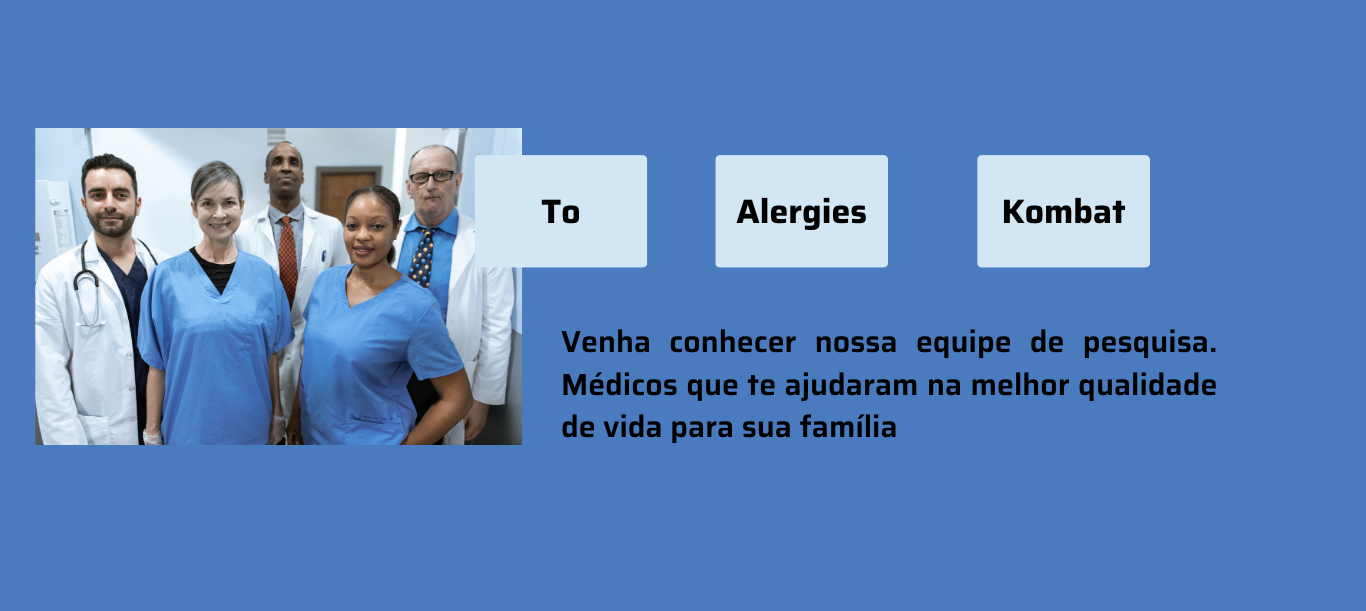 To Alergies Kombat
Venha conhecer nossa equipe de pesquisa.
Médicos que te ajudaram na melhor qualidade
de vida para sua família